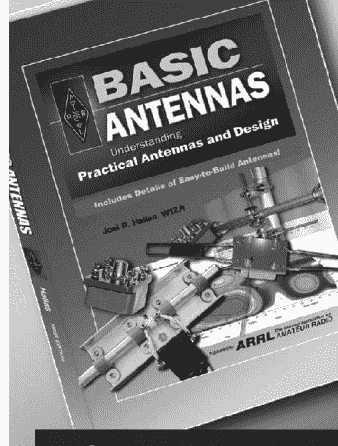 BASIC
ANTENNAS
Understanding
Practical Antennas and Design
Includes Details of Easy-to-Build Antennas!
Joel R. Hallas, W1ZA
ARRL
AMATEUR RADIO
ANTENNAS